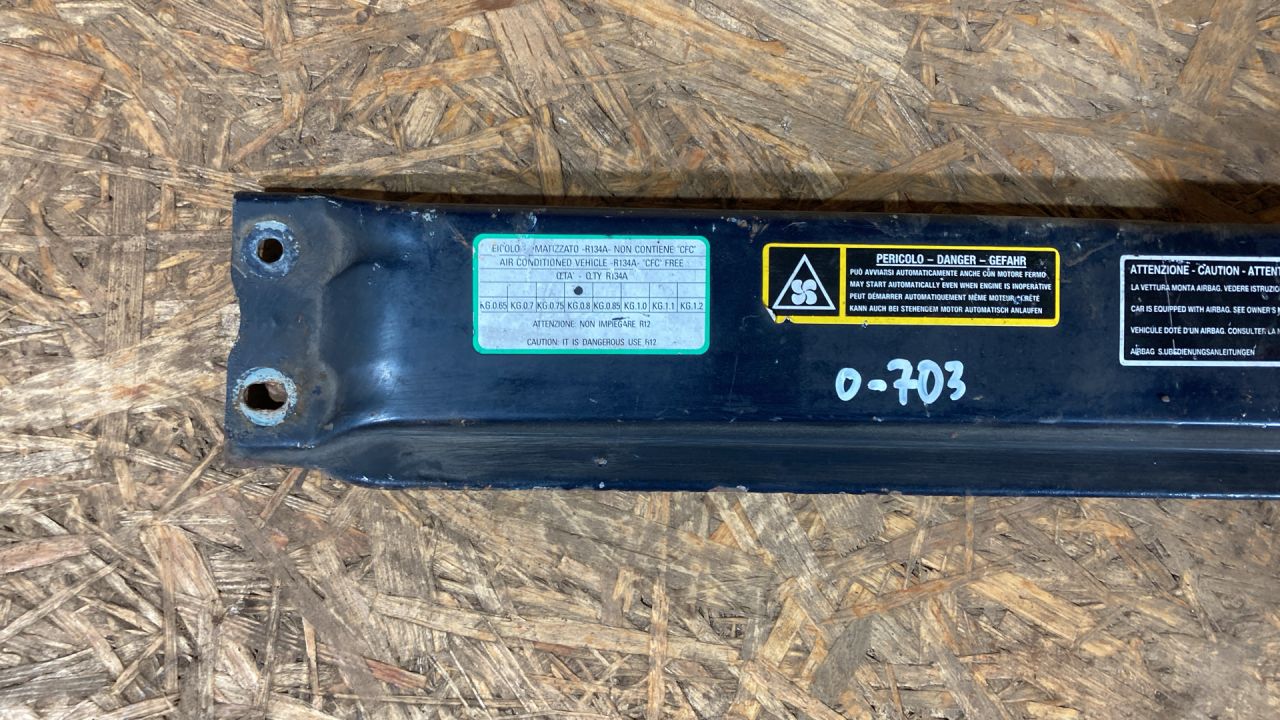 EICOLO MATIZZATO -R134A- NON CONTIENE "CFC"
AIR CONDITIONED VEHICLE -R134A- "CFC" FREE
Q.TA' - Q.TY R134A
KG.0.65 KG.0.7 KG.0.75 KG.0.8 KG.0.85 KG.1.0 KG.1.1 KG.1.2
ATTENZIONE: NON IMPIEGARE R12
CAUTION: IT IS DANGEROUS USE R12
PERICOLO - DANGER - GEFAHR
PUÒ AVVIARSI AUTOMATICAMENTE ANCHE CON MOTORE FERMO
MAY START AUTOMATICALLY EVEN WHEN ENGINE IS INOPERATIVE
PEUT DÉMARRER AUTOMATIQUEMENT MÊME MOTEUR ARRÊTÉ
KANN AUCH BEI STEHENDEM MOTOR AUTOMATISCH ANLAUFEN
0-703
ATTENZIONE - CAUTION - ATTENT
LA VETTURA MONTA AIRBAG. VEDERE ISTRUZIO
CAR IS EQUIPPED WITH AIRBAG. SEE OWNER'S M
VEHICULE DOTÉ D'UN AIRBAG. CONSULTER LA N
AIRBAG S.UBEDIENUNGSANLEITUNGEN